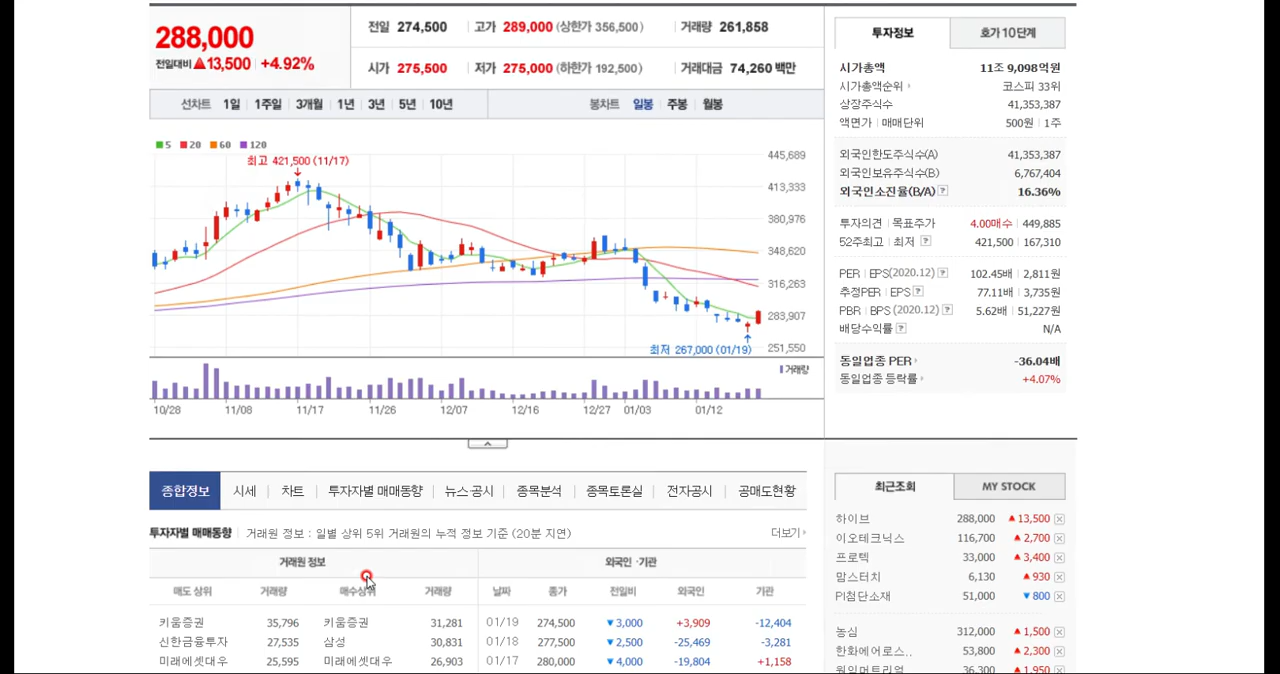 288,000
전일대비 ▲13,500 +4.92%
전일 274,500 고가 289,000 (상한가 356,500) 거래량 261,858
시가 275,500 저가 275,000 (하한가 192,500) 거래대금 74,260 백만
선차트 1일 1주일 3개월 1년 3년 5년 10년 봉차트 일봉 주봉 월봉
5 20 60 120
최고 421,500 (11/17)
445,689
413,333
380,976
348,620
316,263
283,907
251,550
최저 267,000 (01/19)
거래량
10/28 11/08 11/17 11/26 12/07 12/16 12/27 01/03 01/12
투자정보 호가 10단계
시가총액 11조 9,098억원
시가총액순위 코스피 33위
상장주식수 41,353,387
액면가 매매단위 500원 1주
외국인한도주식수(A) 41,353,387
외국인보유주식수(B) 6,767,404
외국인소진율(B/A) ? 16.36%
투자의견 목표주가 4.00매수 449,885
52주최고 최저 ? 421,500 167,310
PER EPS(2020.12) ? 102.45배 2,811원
추정PER EPS ? 77.11배 3,735원
PBR BPS (2020.12) ? 5.62배 51,227원
배당수익률 ? N/A
동일업종 PER -36.04배
동일업종 등락률 +4.07%
종합정보 시세 차트 투자자별 매매동향 뉴스·공시 종목분석 종목토론실 전자공시 공매도현황
투자자별 매매동향 거래원 정보 : 일별 상위 5위 거래원의 누적 정보 기준 (20분 지연) 더보기
거래원 정보 외국인·기관
매도 상위 거래량 매수상위 거래량 날짜 종가 전일비 외국인 기관
키움증권 35,796 키움증권 31,281 01/19 274,500 ▼3,000 +3,909 -12,404
신한금융투자 27,535 삼성 30,831 01/18 277,500 ▼2,500 -25,469 -3,281
미래에셋대우 25,595 미래에셋대우 26,903 01/17 280,000 ▼4,000 -19,804 +1,158
최근조회 MY STOCK
하이브 288,000 ▲13,500
이오테크닉스 116,700 ▲2,700
프로텍 33,000 ▲3,400
맘스터치 6,130 ▲930
PI첨단소재 51,000 ▼800
농심 312,000 ▲1,500
한화에어로스.. 53,800 ▲2,300
원익머트리얼 36,300 ▲1,950